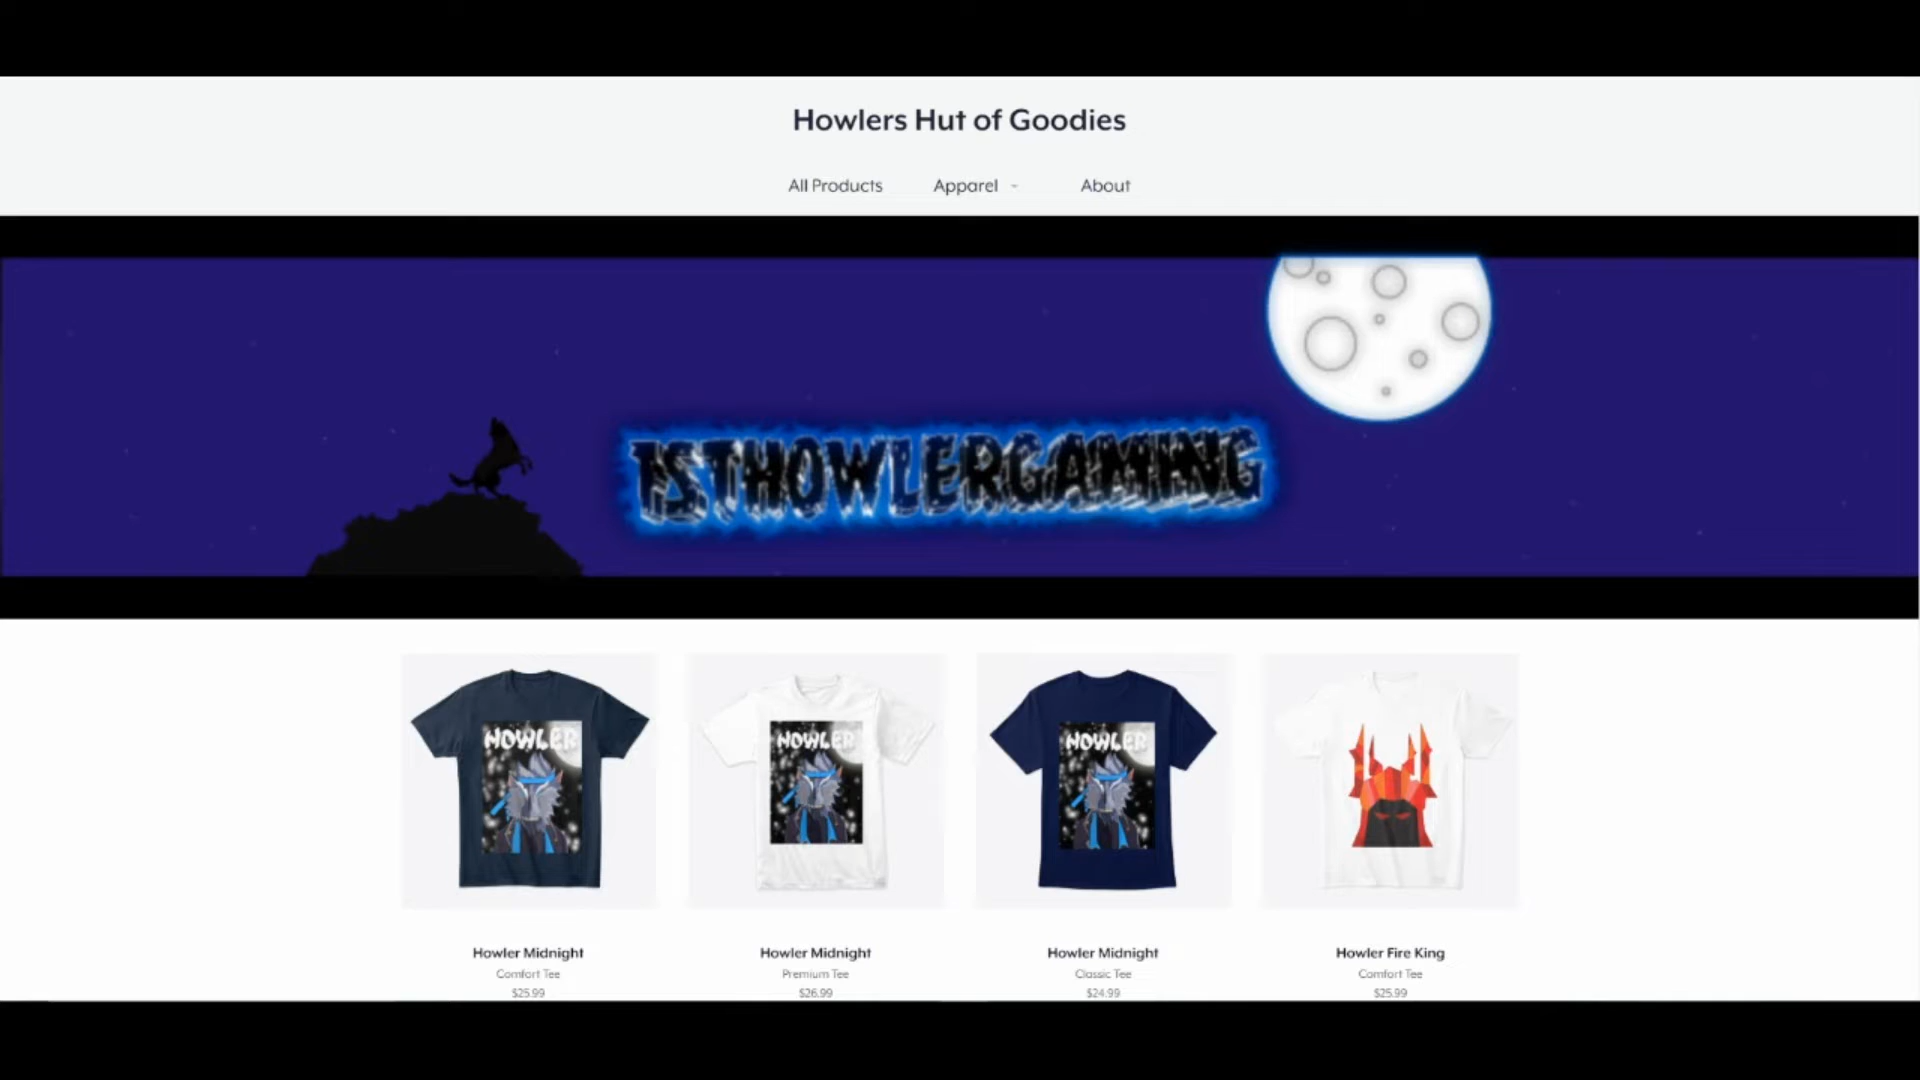 Howlers Hut of Goodies
All Products Apparel About
1STHOWLERGAMING
HOWLER HOWLER HOWLER
Howler Midnight Howler Midnight Howler Midnight Howler Fire King
Comfort Tee Premium Tee Classic Tee Comfort Tee
$25.99 $26.99 $24.99 $25.99